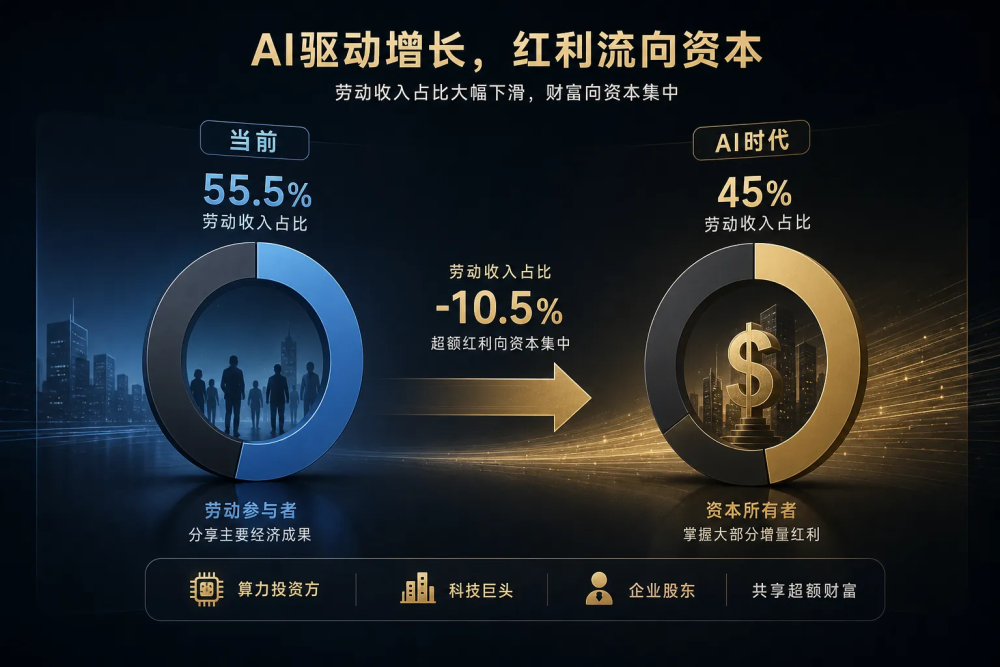 AI驱动增长，红利流向资本
劳动收入占比大幅下滑，财富向资本集中
当前
55.5%
劳动收入占比
AI时代
45%
劳动收入占比
劳动收入占比
-10.5%
超额红利向资本集中
$
劳动参与者
分享主要经济成果
资本所有者
掌握大部分增量红利
算力投资方
科技巨头
企业股东
共享超额财富